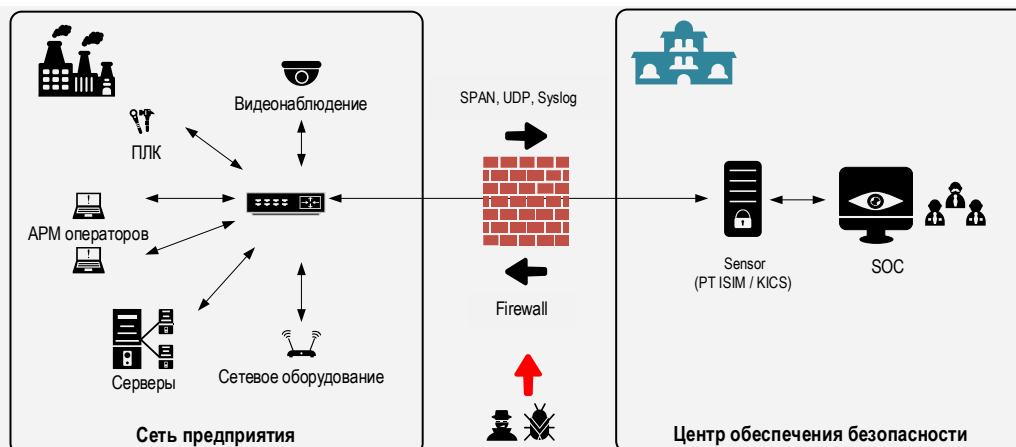 Видеонаблюдение
ПЛК
АРМ операторов
Серверы
Сетевое оборудование
Сеть предприятия
SPAN, UDP, Syslog
Firewall
Sensor
(PT ISIM / KICS)
SOC
Центр обеспечения безопасности